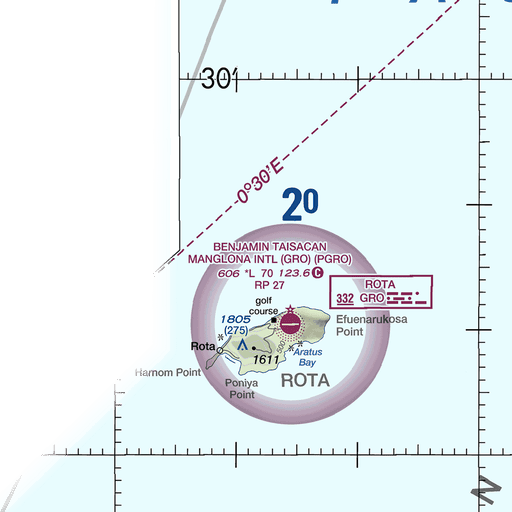 30'
0°30'E
20
BENJAMIN TAISACAN
MANGLONA INTL (GRO) (PGRO)
606 *L 70 123.6 C
RP 27
ROTA
332 GRO
golf
course
1805
(275)
Efuenarukosa
Point
Rota
1611
Aratus
Bay
Harnom Point
Poniya
Point
ROTA
N